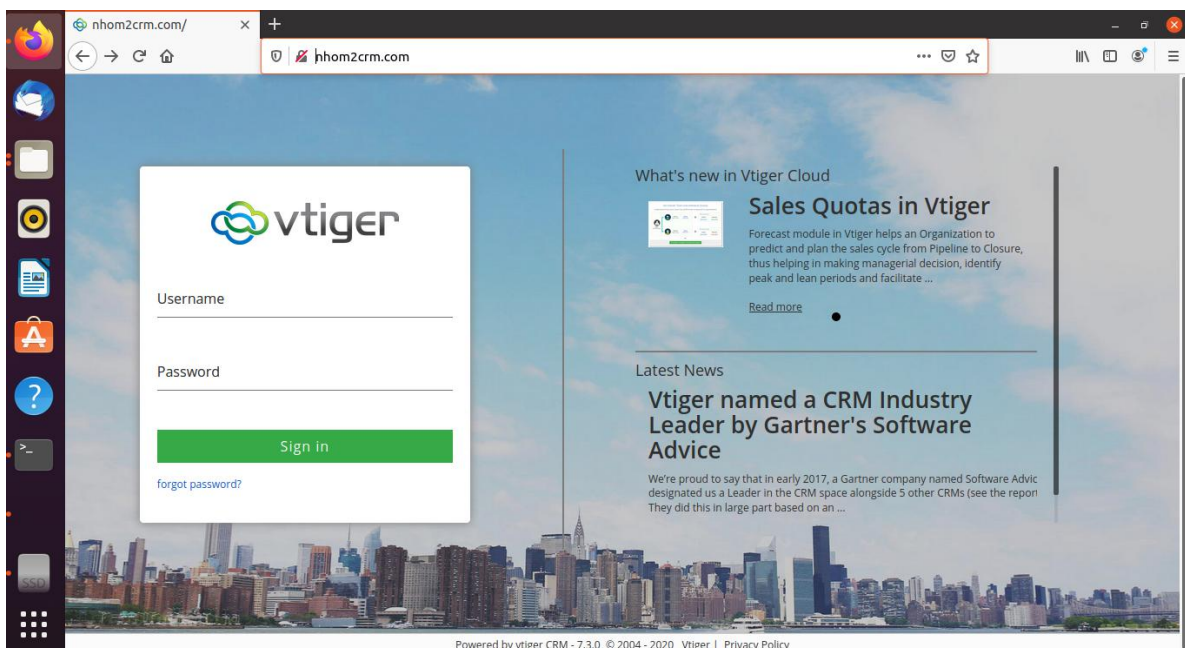 nhom2crm.com/
nhom2crm.com
vtiger
Username
Password
Sign in
forgot password?
What's new in Vtiger Cloud
Sales Quotas in Vtiger
Forecast module in Vtiger helps an Organization to
predict and plan the sales cycle from Pipeline to Closure,
thus helping in making managerial decision, identify
peak and lean periods and facilitate ...
Read more
Latest News
Vtiger named a CRM Industry
Leader by Gartner's Software
Advice
We're proud to say that in early 2017, a Gartner company named Software Advic
designated us a Leader in the CRM space alongside 5 other CRMs (see the report
They did this in large part based on an ...
SSD
Powered by vtiger CRM - 7.3.0 © 2004 - 2020 Vtiger | Privacy Policy